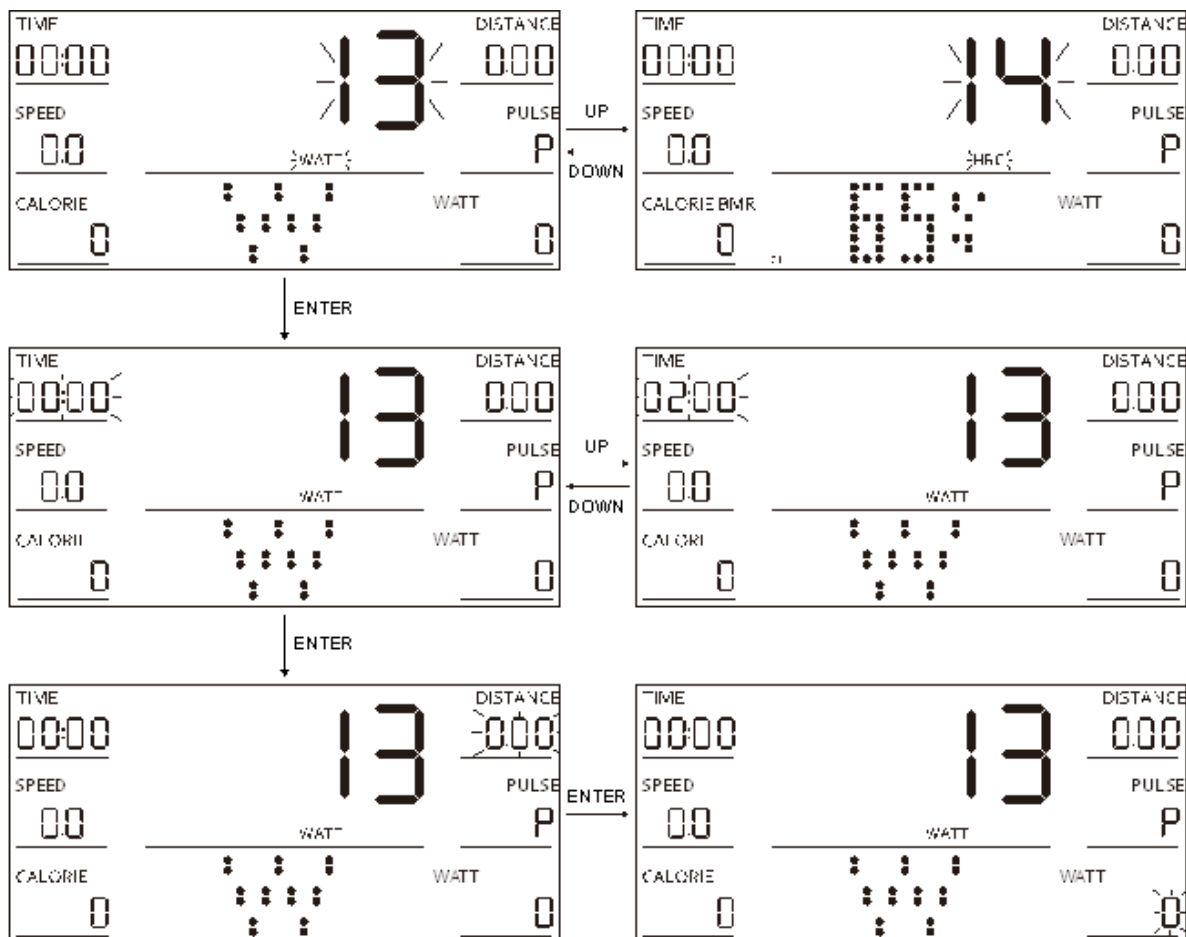 TIME 13 DISTANCE TIME 14 DISTANCE
00:00 0.00 00:00 0.00
SPEED PULSE UP SPEED PULSE
0.0 WATT P DOWN 0.0 HRC P
CALORIE W WATT CALORIE BMR 65% WATT
0 0 0 0
ENTER
TIME 13 DISTANCE TIME 13 DISTANCE
00:00 0.00 02:00 0.00
SPEED PULSE UP SPEED PULSE
0.0 WATT P DOWN 0.0 WATT P
CALORIE W WATT CALORIE W WATT
0 0 0 0
ENTER
TIME 13 DISTANCE TIME 13 DISTANCE
00:00 0.00 00:00 0.00
SPEED PULSE ENTER SPEED PULSE
0.0 WATT P 0.0 WATT P
CALORIE W WATT CALORIE W WATT
0 0 0 0